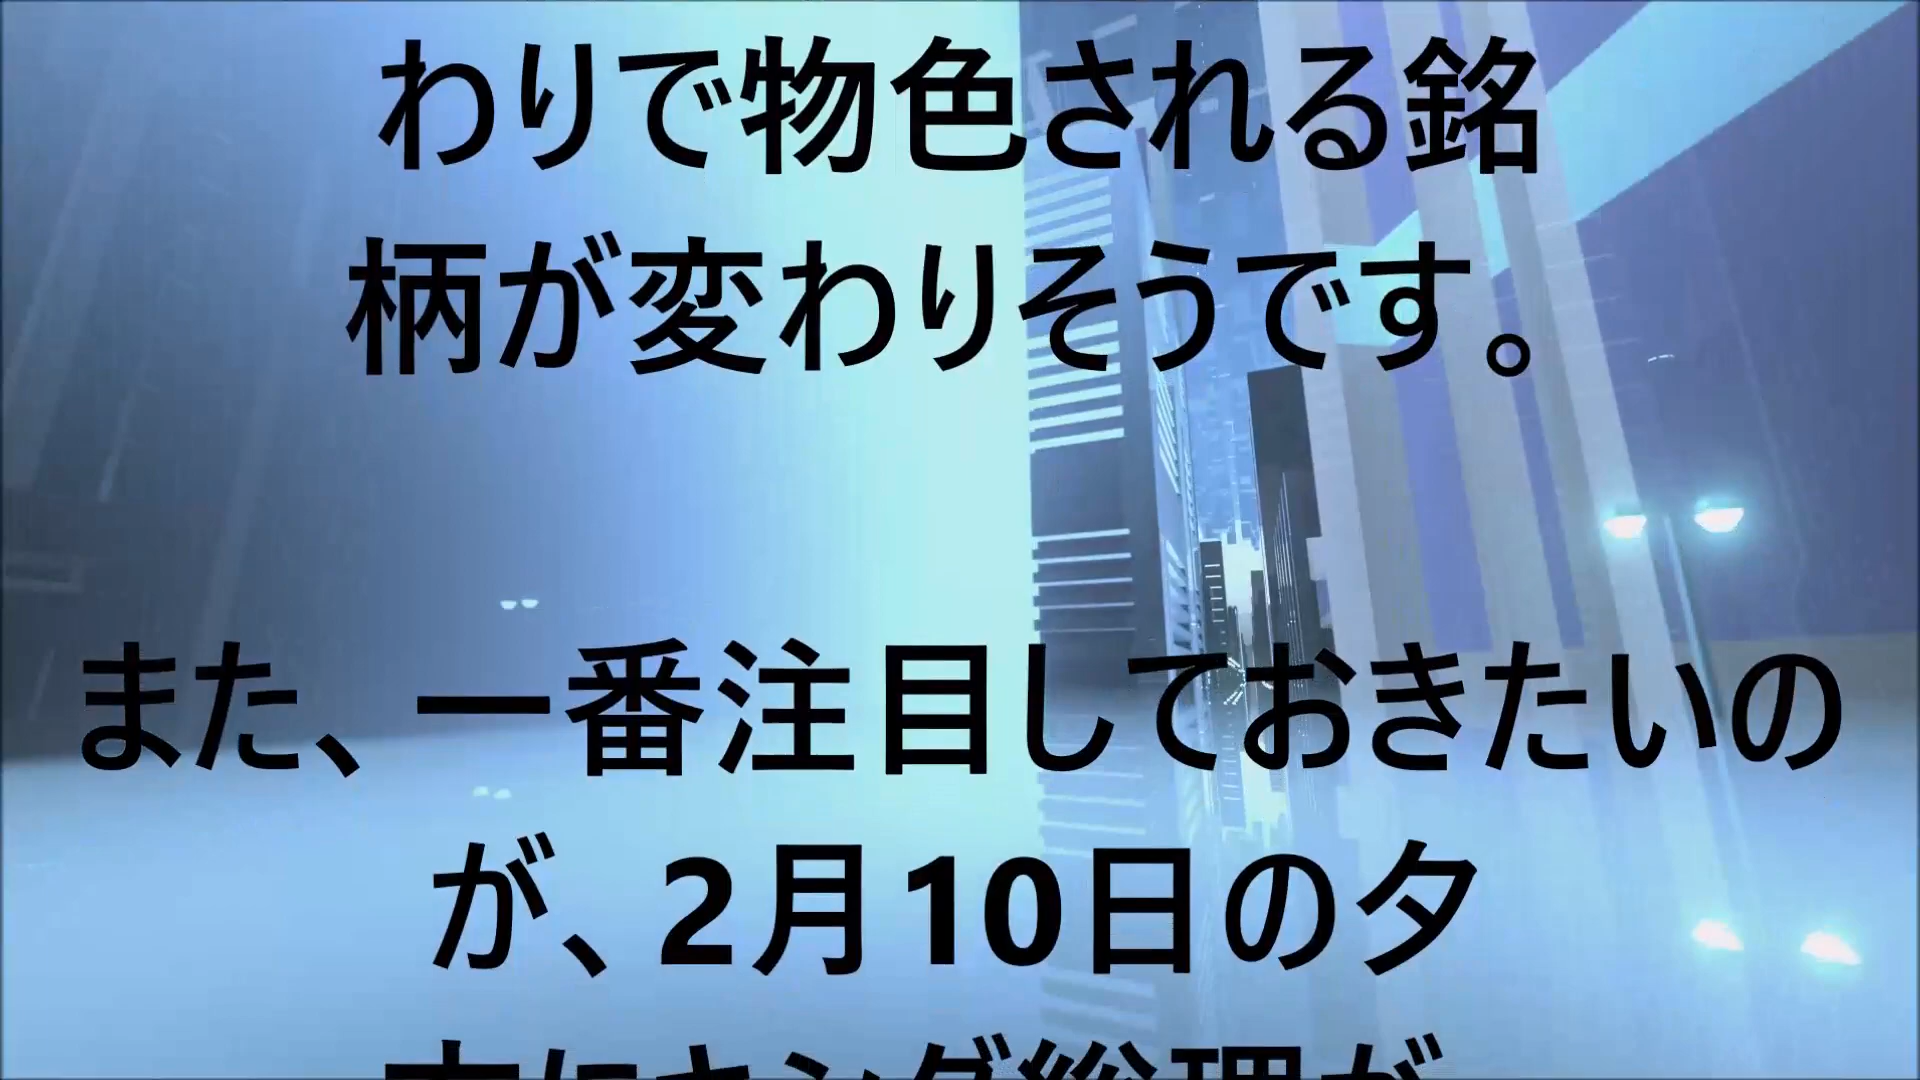 わりで物色される銘
柄が変わりそうです。
また、一番注目しておきたいの
が、2月10日の夕